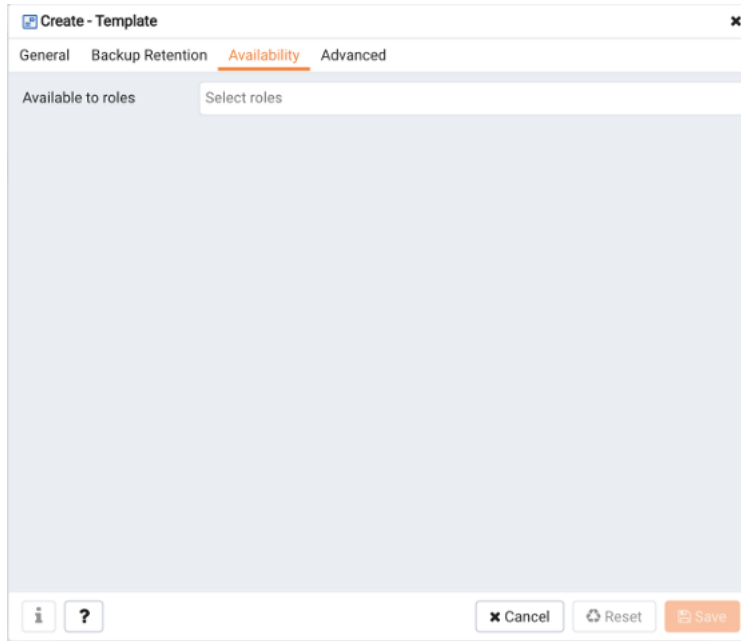 Create - Template
General Backup Retention Availability Advanced
Available to roles Select roles
i ? Cancel Reset Save